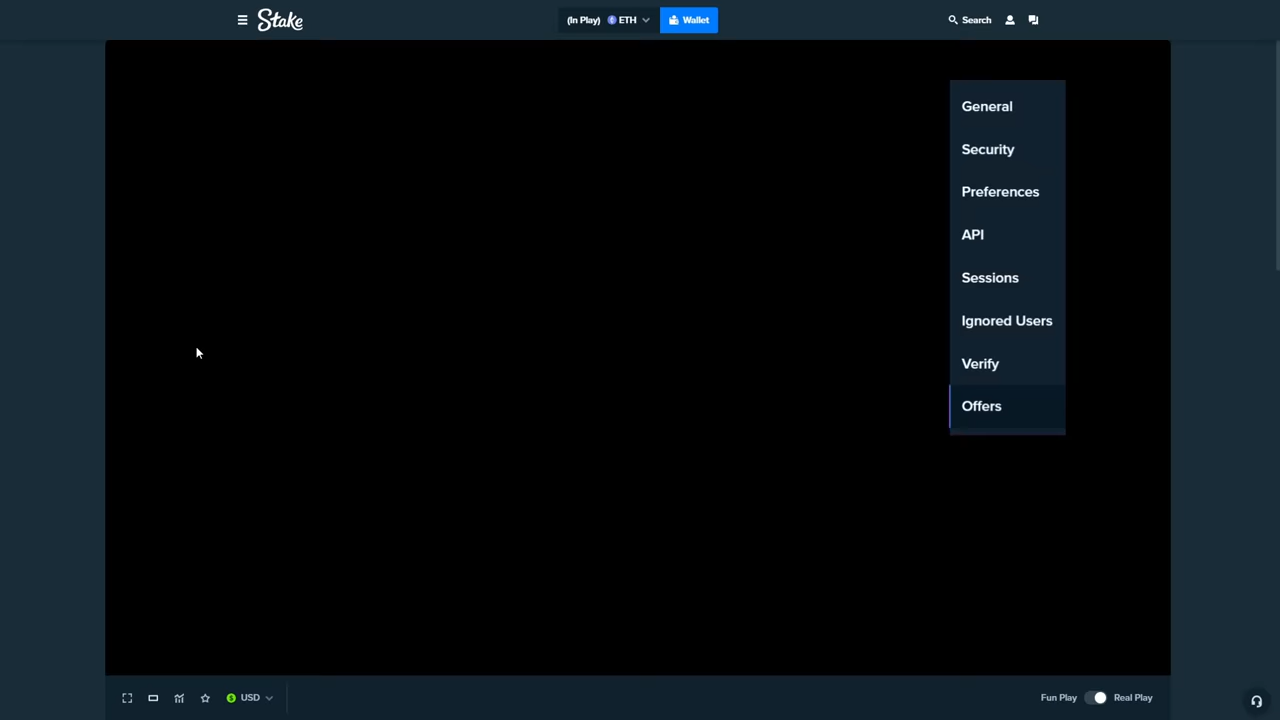 Stake
(In Play) ETH
Wallet
Search
General
Security
Preferences
API
Sessions
Ignored Users
Verify
Offers
USD
Fun Play
Real Play